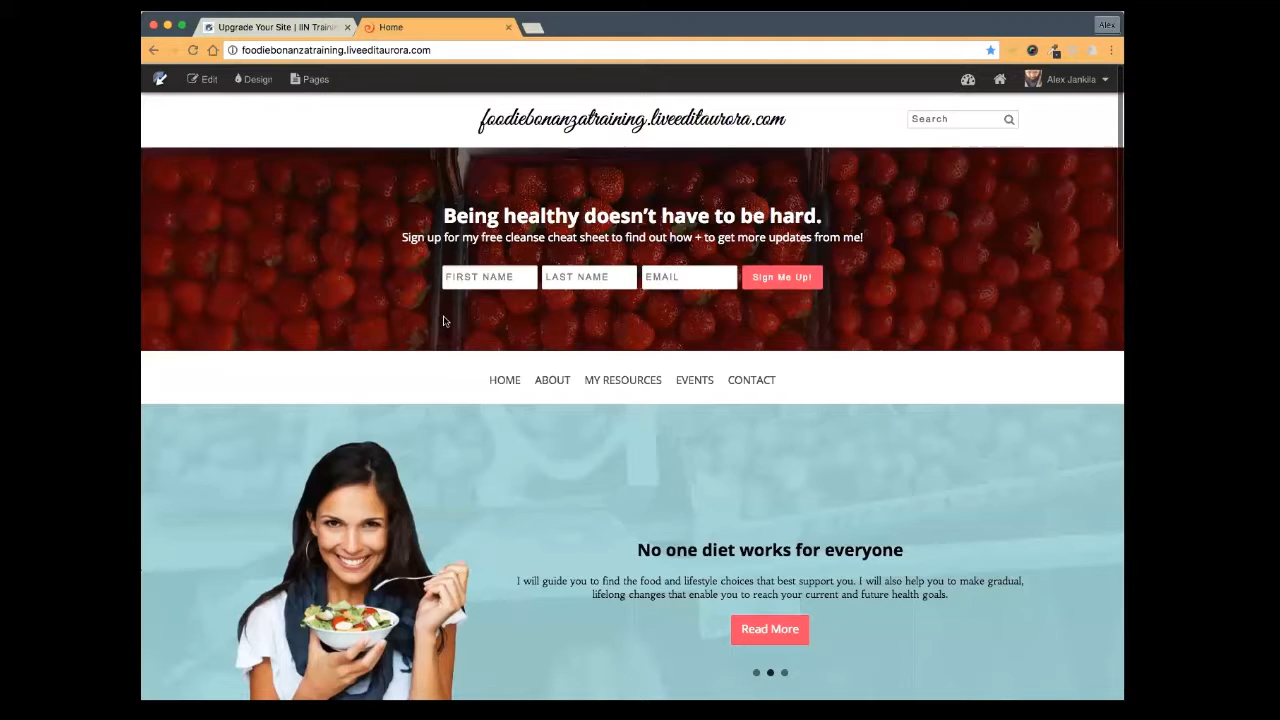 Upgrade Your Site | IIN Trainin
Home
Alex
foodiebonanzatraining.liveeditaurora.com
Edit
Design
Pages
Alex Jankila
foodiebonanzatraining.liveeditaurora.com
Search
Being healthy doesn't have to be hard.
Sign up for my free cleanse cheat sheet to find out how + to get more updates from me!
FIRST NAME
LAST NAME
EMAIL
Sign Me Up!
HOME ABOUT MY RESOURCES EVENTS CONTACT
No one diet works for everyone
I will guide you to find the food and lifestyle choices that best support you. I will also help you to make gradual,
lifelong changes that enable you to reach your current and future health goals.
Read More